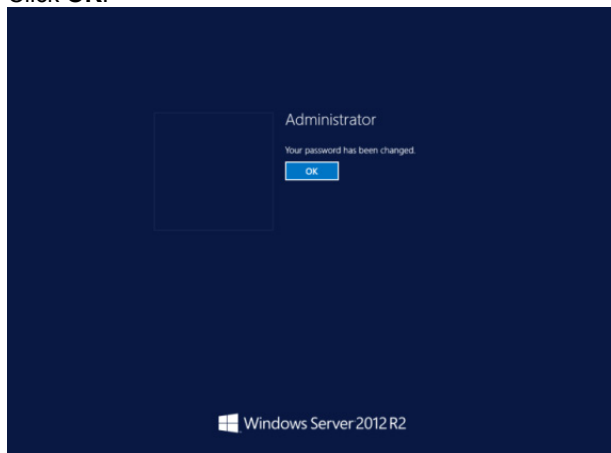 Click OK.
Administrator
Your password has been changed.
OK
Windows Server 2012 R2